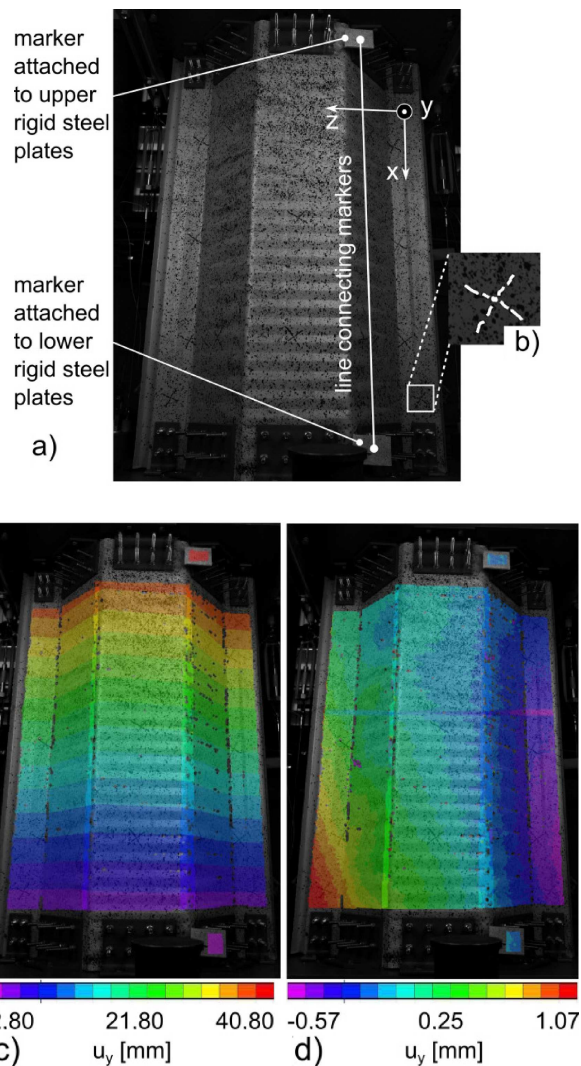 marker
attached
to upper
rigid steel
plates
y
z
x
line connecting markers
marker
attached
to lower
rigid steel
plates
b)
a)
2.80 21.80 40.80
-0.57 0.25 1.07
c) uy [mm]
d) uy [mm]